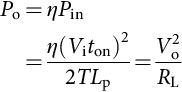 P_o = ηP_in
= η(V_i t_on)^2 / 2TL_p = V_o^2 / R_L